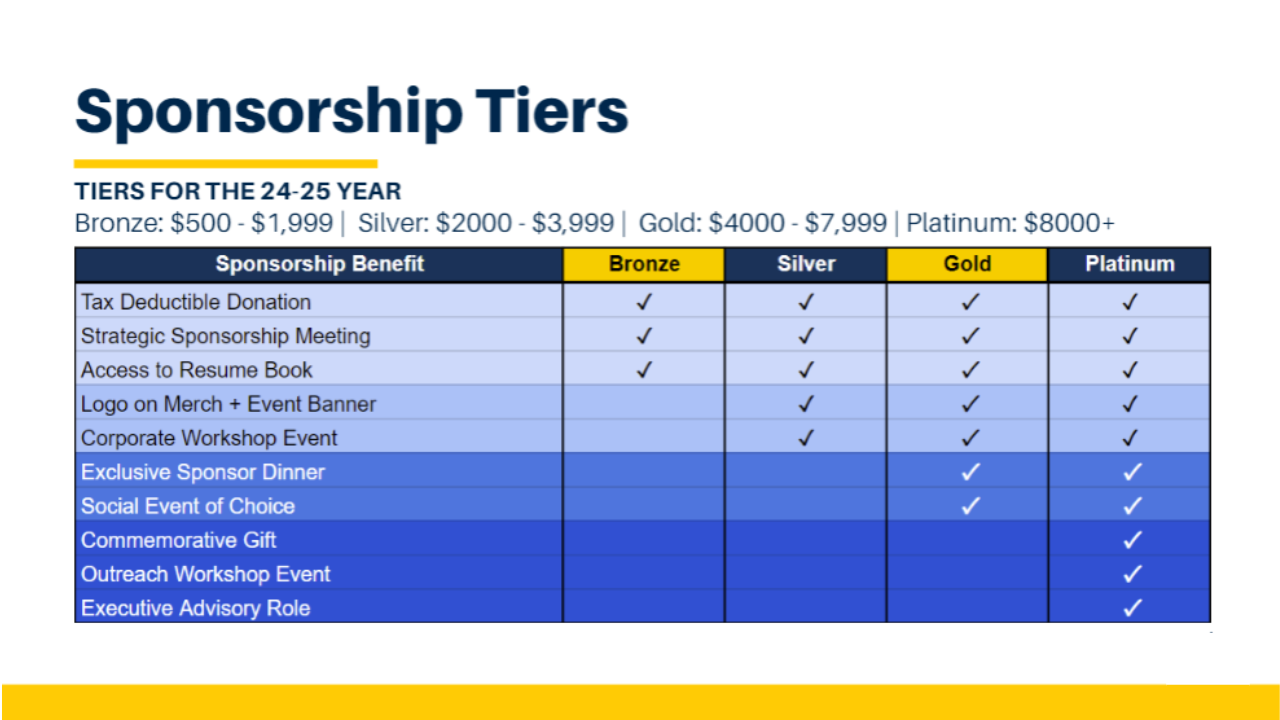 Sponsorship Tiers
TIERS FOR THE 24-25 YEAR
Bronze: $500 - $1,999 | Silver: $2000 - $3,999 | Gold: $4000 - $7,999 | Platinum: $8000+
Sponsorship Benefit Bronze Silver Gold Platinum
Tax Deductible Donation ✓ ✓ ✓ ✓
Strategic Sponsorship Meeting ✓ ✓ ✓ ✓
Access to Resume Book ✓ ✓ ✓ ✓
Logo on Merch + Event Banner ✓ ✓ ✓
Corporate Workshop Event ✓ ✓ ✓
Exclusive Sponsor Dinner ✓ ✓
Social Event of Choice ✓ ✓
Commemorative Gift ✓
Outreach Workshop Event ✓
Executive Advisory Role ✓